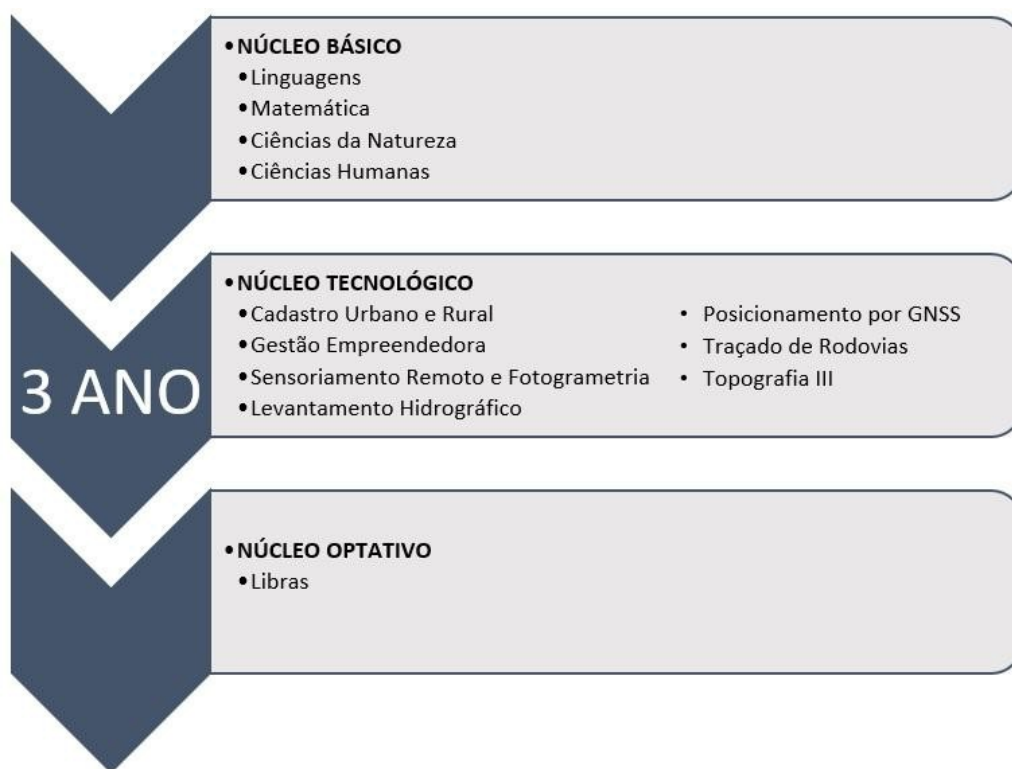 •NÚCLEO BÁSICO
•Linguagens
•Matemática
•Ciências da Natureza
•Ciências Humanas
3 ANO
•NÚCLEO TECNOLÓGICO
•Cadastro Urbano e Rural
•Gestão Empreendedora
•Sensoriamento Remoto e Fotogrametria
•Levantamento Hidrográfico
• Posicionamento por GNSS
• Traçado de Rodovias
• Topografia III
•NÚCLEO OPTATIVO
•Libras